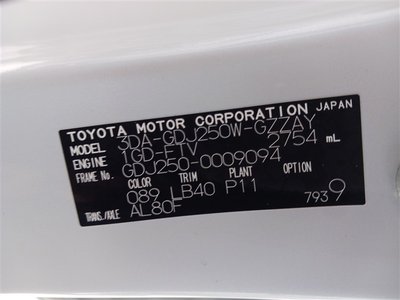 TOYOTA MOTOR CORPORATION JAPAN
MODEL 3DA-GDJ250W-GZZAY
ENGINE 1GD-FTV 2754 mL
FRAME No. GDJ250-0009094
COLOR TRIM PLANT
089 LB40 P11
TRANS./AXLE AL80F 7939